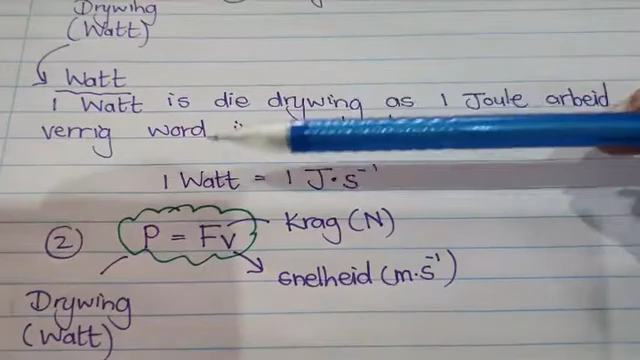 Drywing
(Watt)
Watt
1 Watt is die drywing as 1 Joule arbeid
verrig word
1 Watt = 1 J·s⁻¹
② P = Fv
Krag (N)
snelheid (m·s⁻¹)
Drywing
(Watt)